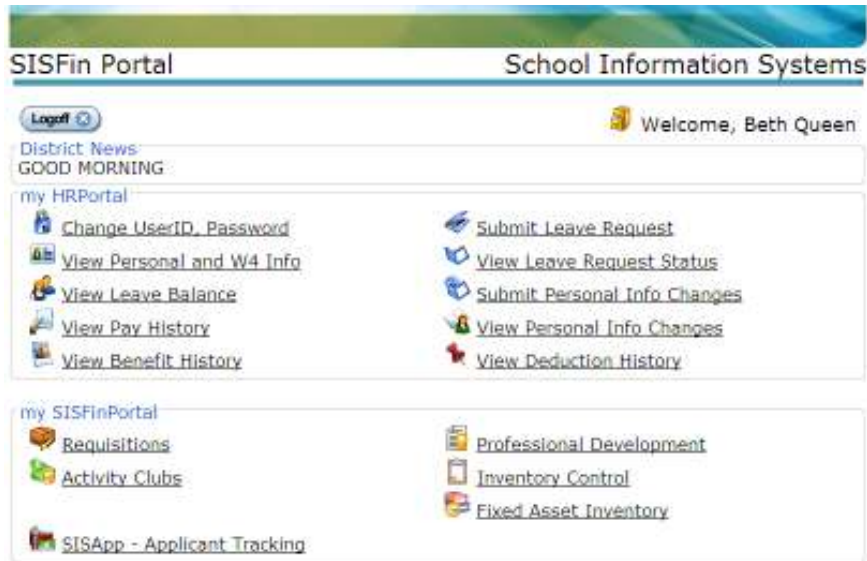 SISFin Portal School Information Systems
Logoff
Welcome, Beth Queen
District News
GOOD MORNING
my HRPortal
Change UserID, Password
Submit Leave Request
View Personal and W4 Info
View Leave Request Status
View Leave Balance
Submit Personal Info Changes
View Pay History
View Personal Info Changes
View Benefit History
View Deduction History
my SISFinPortal
Requisitions
Professional Development
Activity Clubs
Inventory Control
Fixed Asset Inventory
SISApp - Applicant Tracking